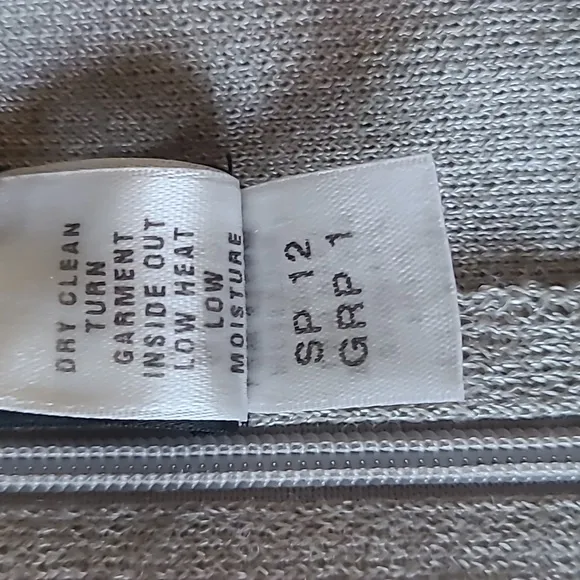 DRY CLEAN
TURN
GARMENT
INSIDE OUT
LOW HEAT
LOW
MOISTURE
SP 12
GRP 1